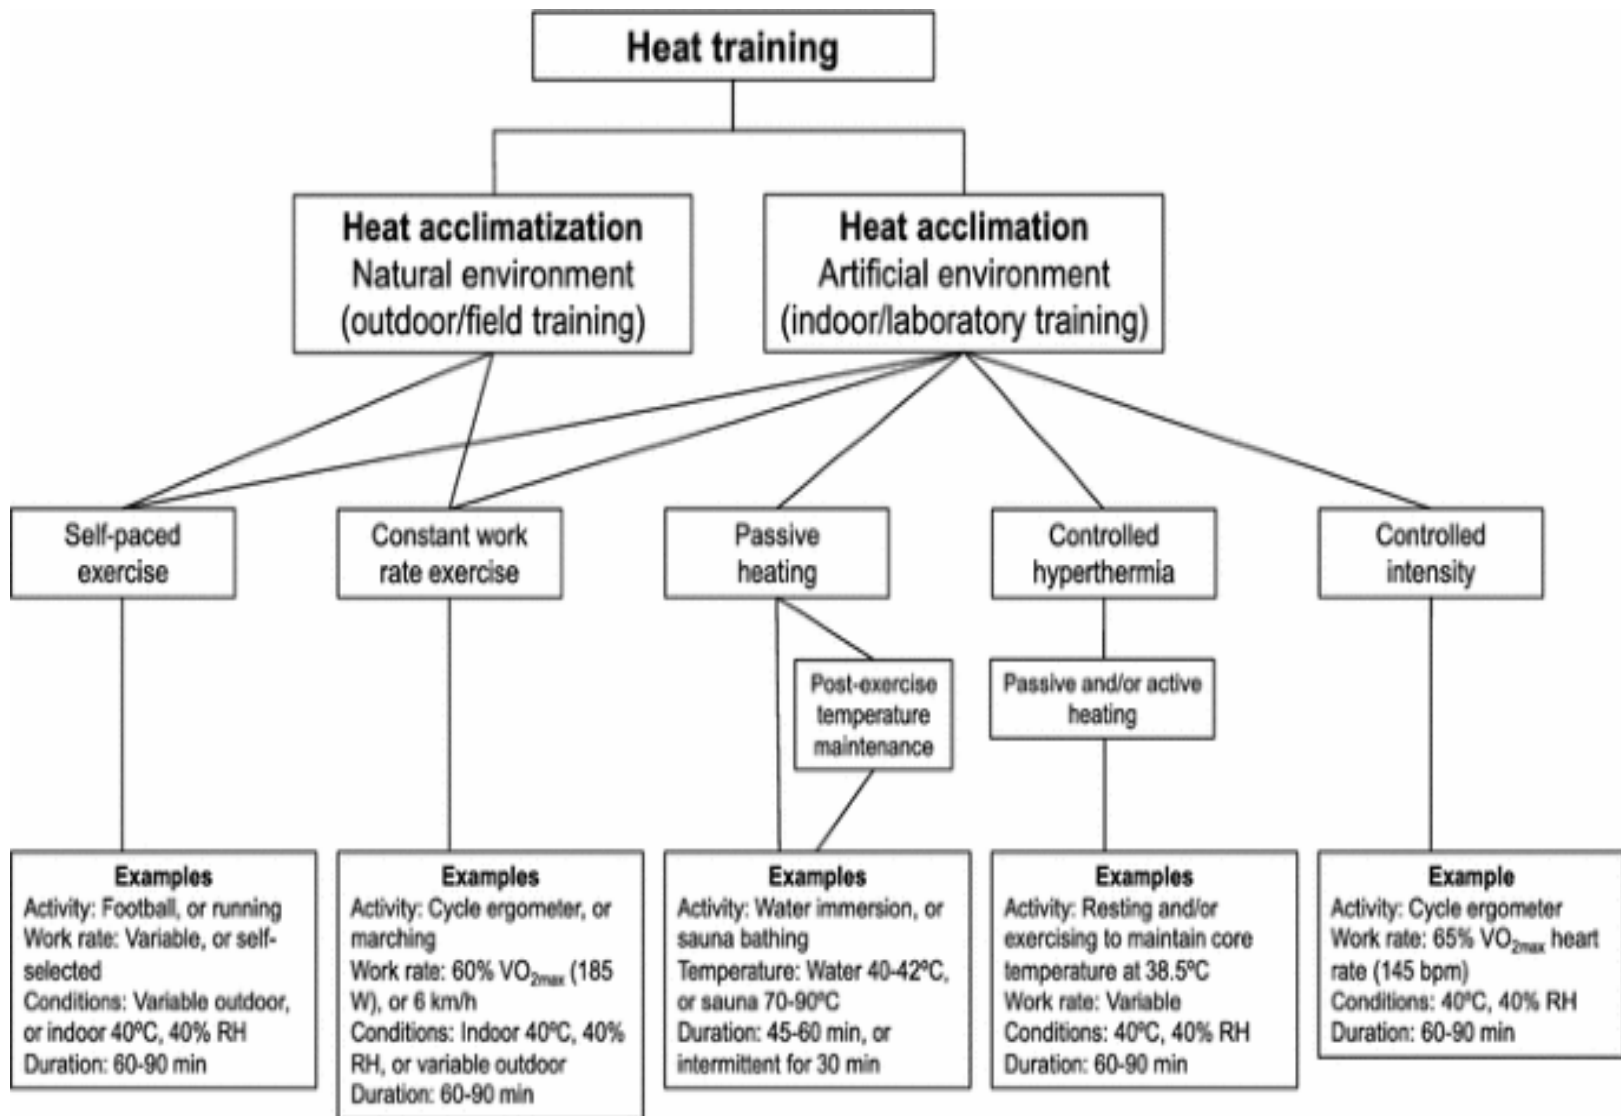 Heat training
Heat acclimatization
Natural environment
(outdoor/field training)
Heat acclimation
Artificial environment
(indoor/laboratory training)
Self-paced
exercise
Constant work
rate exercise
Passive
heating
Controlled
hyperthermia
Controlled
intensity
Post-exercise
temperature
maintenance
Passive and/or active
heating
Examples
Activity: Football, or running
Work rate: Variable, or self-
selected
Conditions: Variable outdoor,
or indoor 40ºC, 40% RH
Duration: 60-90 min
Examples
Activity: Cycle ergometer, or
marching
Work rate: 60% VO2max (185
W), or 6 km/h
Conditions: Indoor 40ºC, 40%
RH, or variable outdoor
Duration: 60-90 min
Examples
Activity: Water immersion, or
sauna bathing
Temperature: Water 40-42ºC,
or sauna 70-90ºC
Duration: 45-60 min, or
intermittent for 30 min
Examples
Activity: Resting and/or
exercising to maintain core
temperature at 38.5ºC
Work rate: Variable
Conditions: 40ºC, 40% RH
Duration: 60-90 min
Example
Activity: Cycle ergometer
Work rate: 65% VO2max heart
rate (145 bpm)
Conditions: 40ºC, 40% RH
Duration: 60-90 min